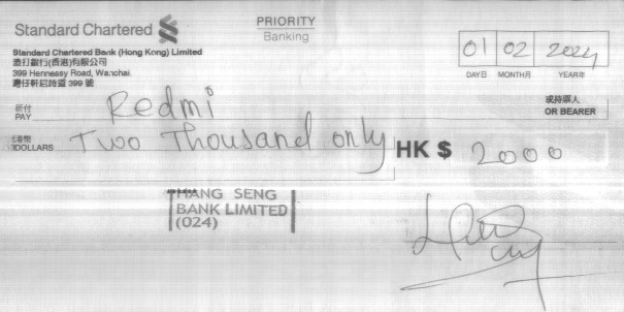 Standard Chartered
PRIORITY
Banking
Standard Chartered Bank (Hong Kong) Limited
渣打銀行(香港)有限公司
399 Hennessy Road, Wanchai
灣仔軒尼詩道 399 號
01 02 2024
DAY日 MONTH月 YEAR年
祈付
PAY
Redmi
或持票人
OR BEARER
港幣
DOLLARS
Two Thousand only
HK $ 2000
HANG SENG
BANK LIMITED
(024)